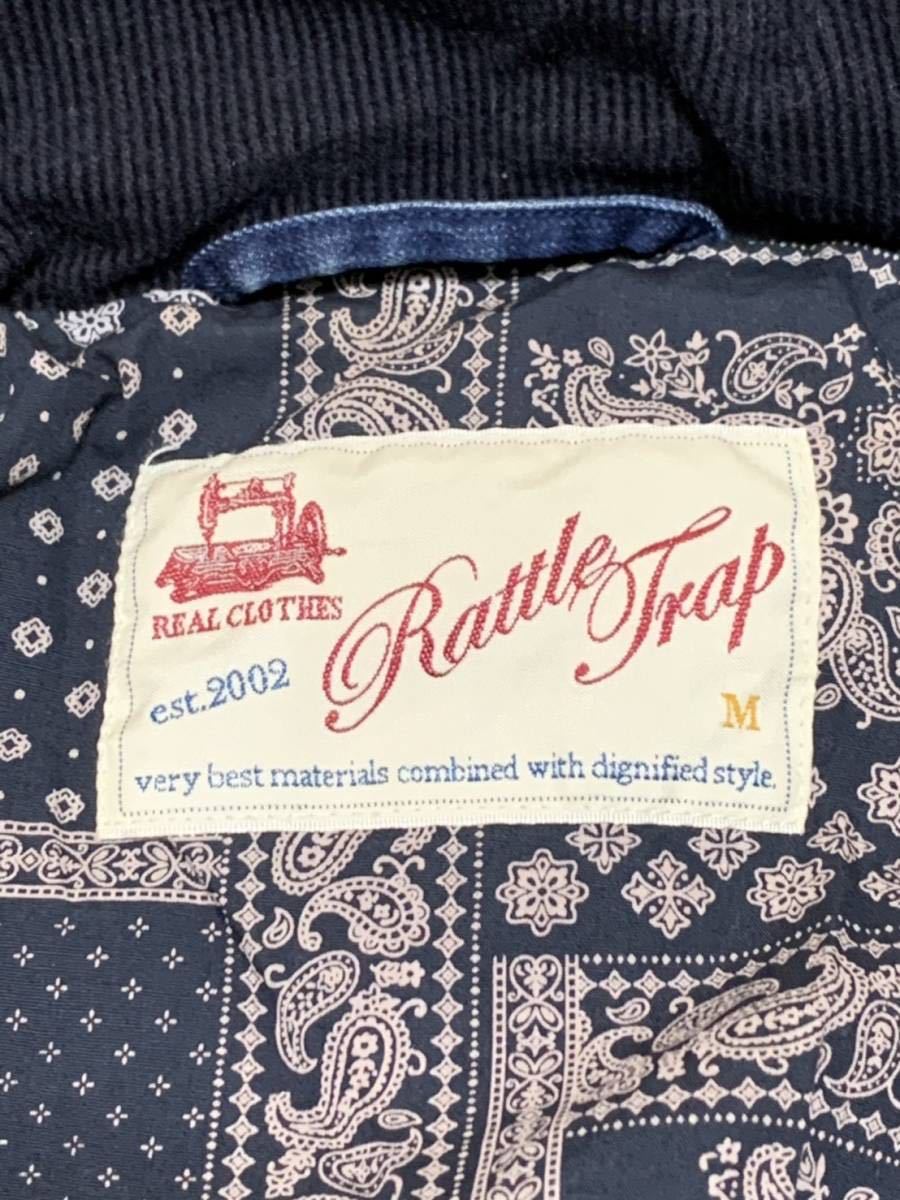 REAL CLOTHES
Rattle Trap
est.2002
M
very best materials combined with dignified style.